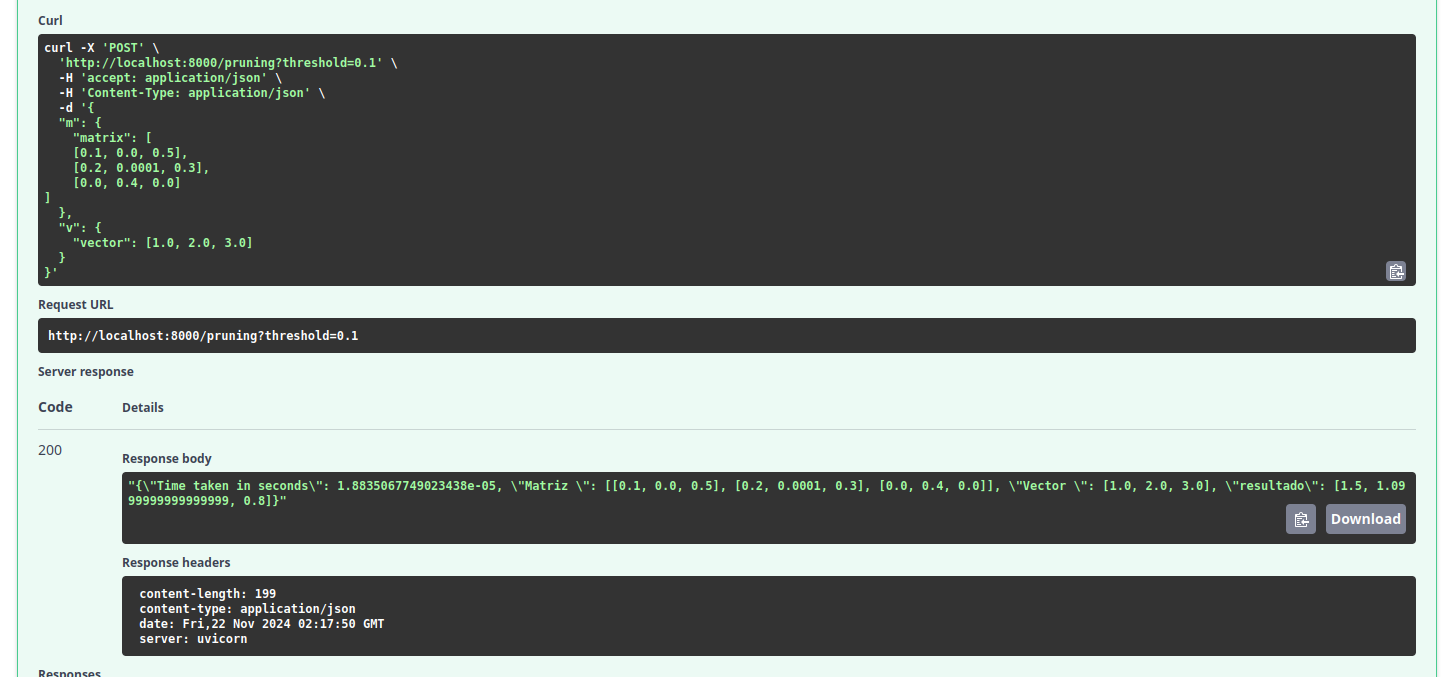 Curl
curl -X 'POST' \
  'http://localhost:8000/pruning?threshold=0.1' \
  -H 'accept: application/json' \
  -H 'Content-Type: application/json' \
  -d '{
  "m": {
    "matrix": [
    [0.1, 0.0, 0.5],
    [0.2, 0.0001, 0.3],
    [0.0, 0.4, 0.0]
]
  },
  "v": {
    "vector": [1.0, 2.0, 3.0]
  }
}'
Request URL
http://localhost:8000/pruning?threshold=0.1
Server response
Code Details
200
Response body
"{\"Time taken in seconds\": 1.8835067749023438e-05, \"Matriz \": [[0.1, 0.0, 0.5], [0.2, 0.0001, 0.3], [0.0, 0.4, 0.0]], \"Vector \": [1.0, 2.0, 3.0], \"resultado\": [1.5, 1.09
99999999999999, 0.8]}"
Download
Response headers
content-length: 199
content-type: application/json
date: Fri,22 Nov 2024 02:17:50 GMT
server: uvicorn
Responses